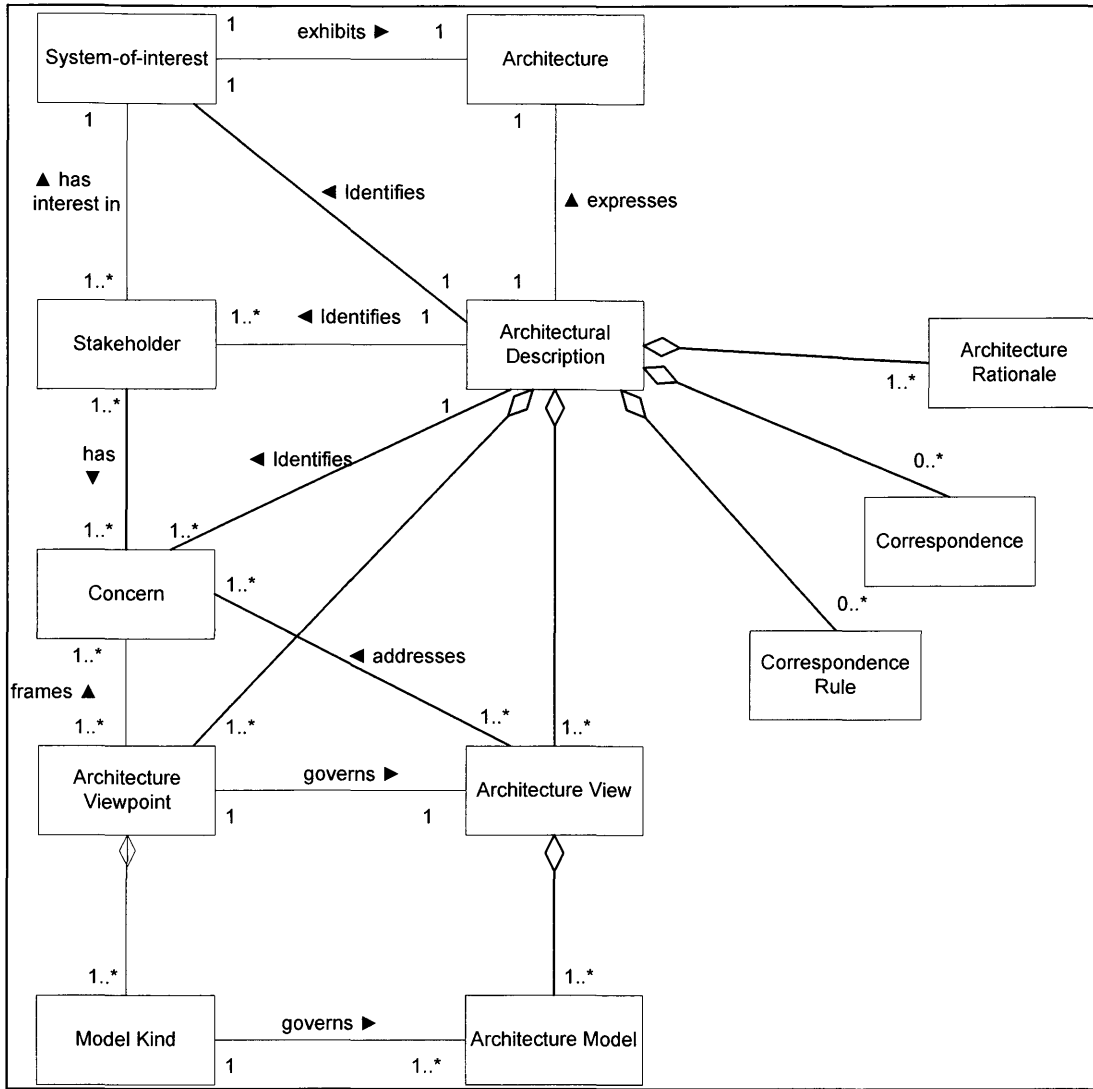 1
exhibits ►
1
System-of-interest
Architecture
1
1
1
1
▲ has
interest in
◄ Identifies
▲ expresses
1..*
1
1
1..*
◄ Identifies
1
Stakeholder
Architectural
Description
Architecture
Rationale
1..*
1..*
1
has
▼
◄ Identifies
0..*
1..*
1..*
Correspondence
Concern
1..*
0..*
1..*
◄ addresses
Correspondence
Rule
frames ▲
1..*
1..*
1..*
1..*
Architecture
Viewpoint
governs ►
Architecture View
1
1
1..*
1..*
Model Kind
governs ►
Architecture Model
1
1..*